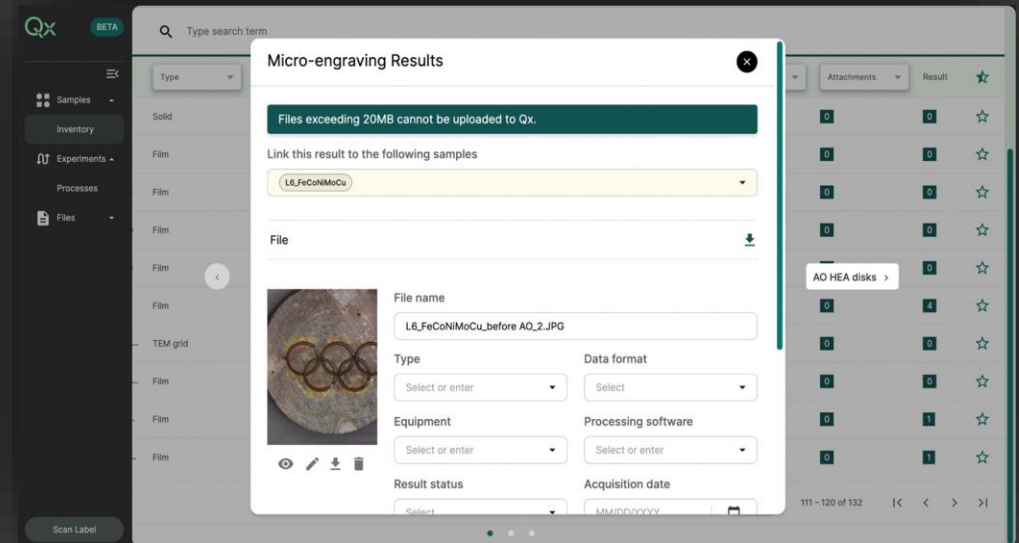 Qx BETA
Type search term
Type
Attachments
Result
Samples
Inventory
Experiments
Processes
Files
Scan Label
Solid 0 0
Film 0 0
Film 0 0
Film 0 0
Film 0
Film 0 4
TEM grid 0 0
Film 0 0
Film 0 1
Film 0 1
Micro-engraving Results
Files exceeding 20MB cannot be uploaded to Qx.
Link this result to the following samples
L6_FeCoNiMoCu
File
File name
L6_FeCoNiMoCu_before AO_2.JPG
Type Data format
Select or enter Select
Equipment Processing software
Select or enter Select or enter
Result status Acquisition date
Select MM/DD/YYYY
AO HEA disks >
111 – 120 of 132